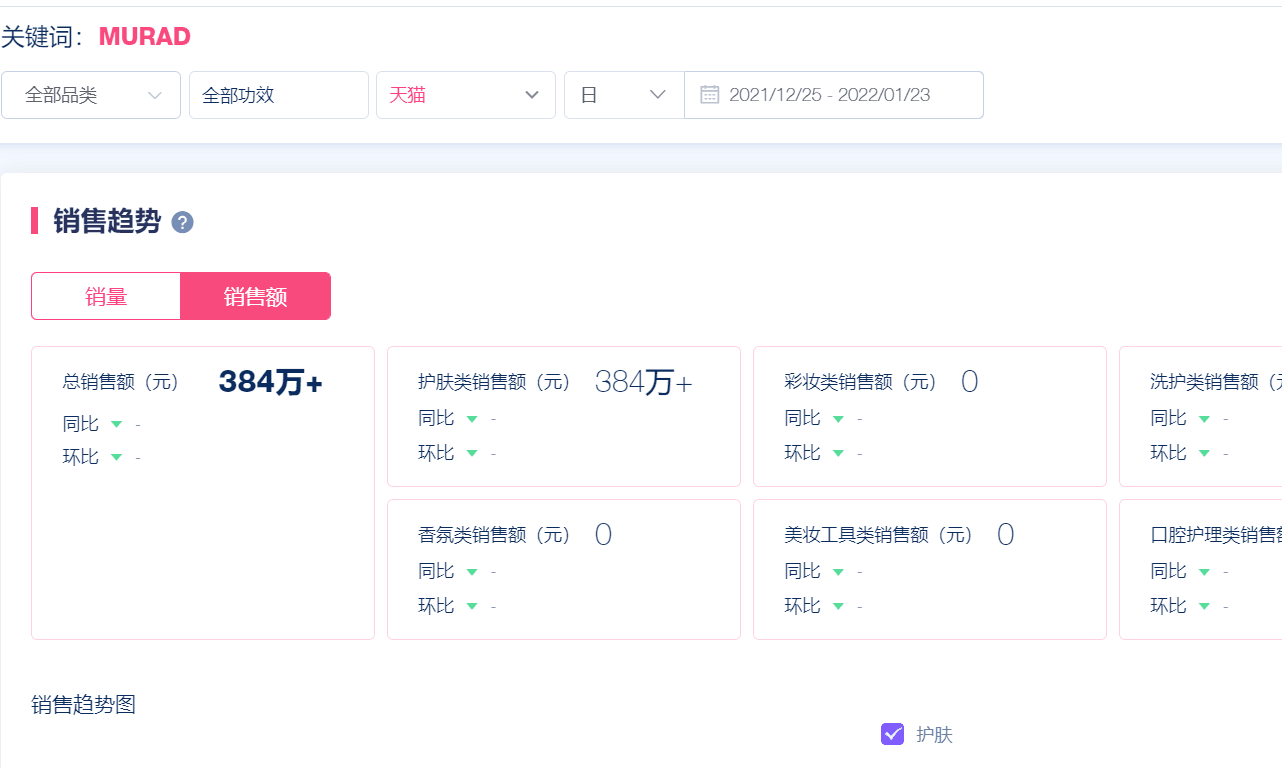 关键词：MURAD
全部品类 全部功效 天猫 日 2021/12/25 - 2022/01/23
销售趋势 ?
销量 销售额
总销售额（元） 384万+
同比 -
环比 -
护肤类销售额（元） 384万+
同比 -
环比 -
彩妆类销售额（元） 0
同比 -
环比 -
洗护类销售额（
同比 -
环比 -
香氛类销售额（元） 0
同比 -
环比 -
美妆工具类销售额（元） 0
同比 -
环比 -
口腔护理类销售
同比 -
环比 -
销售趋势图
护肤